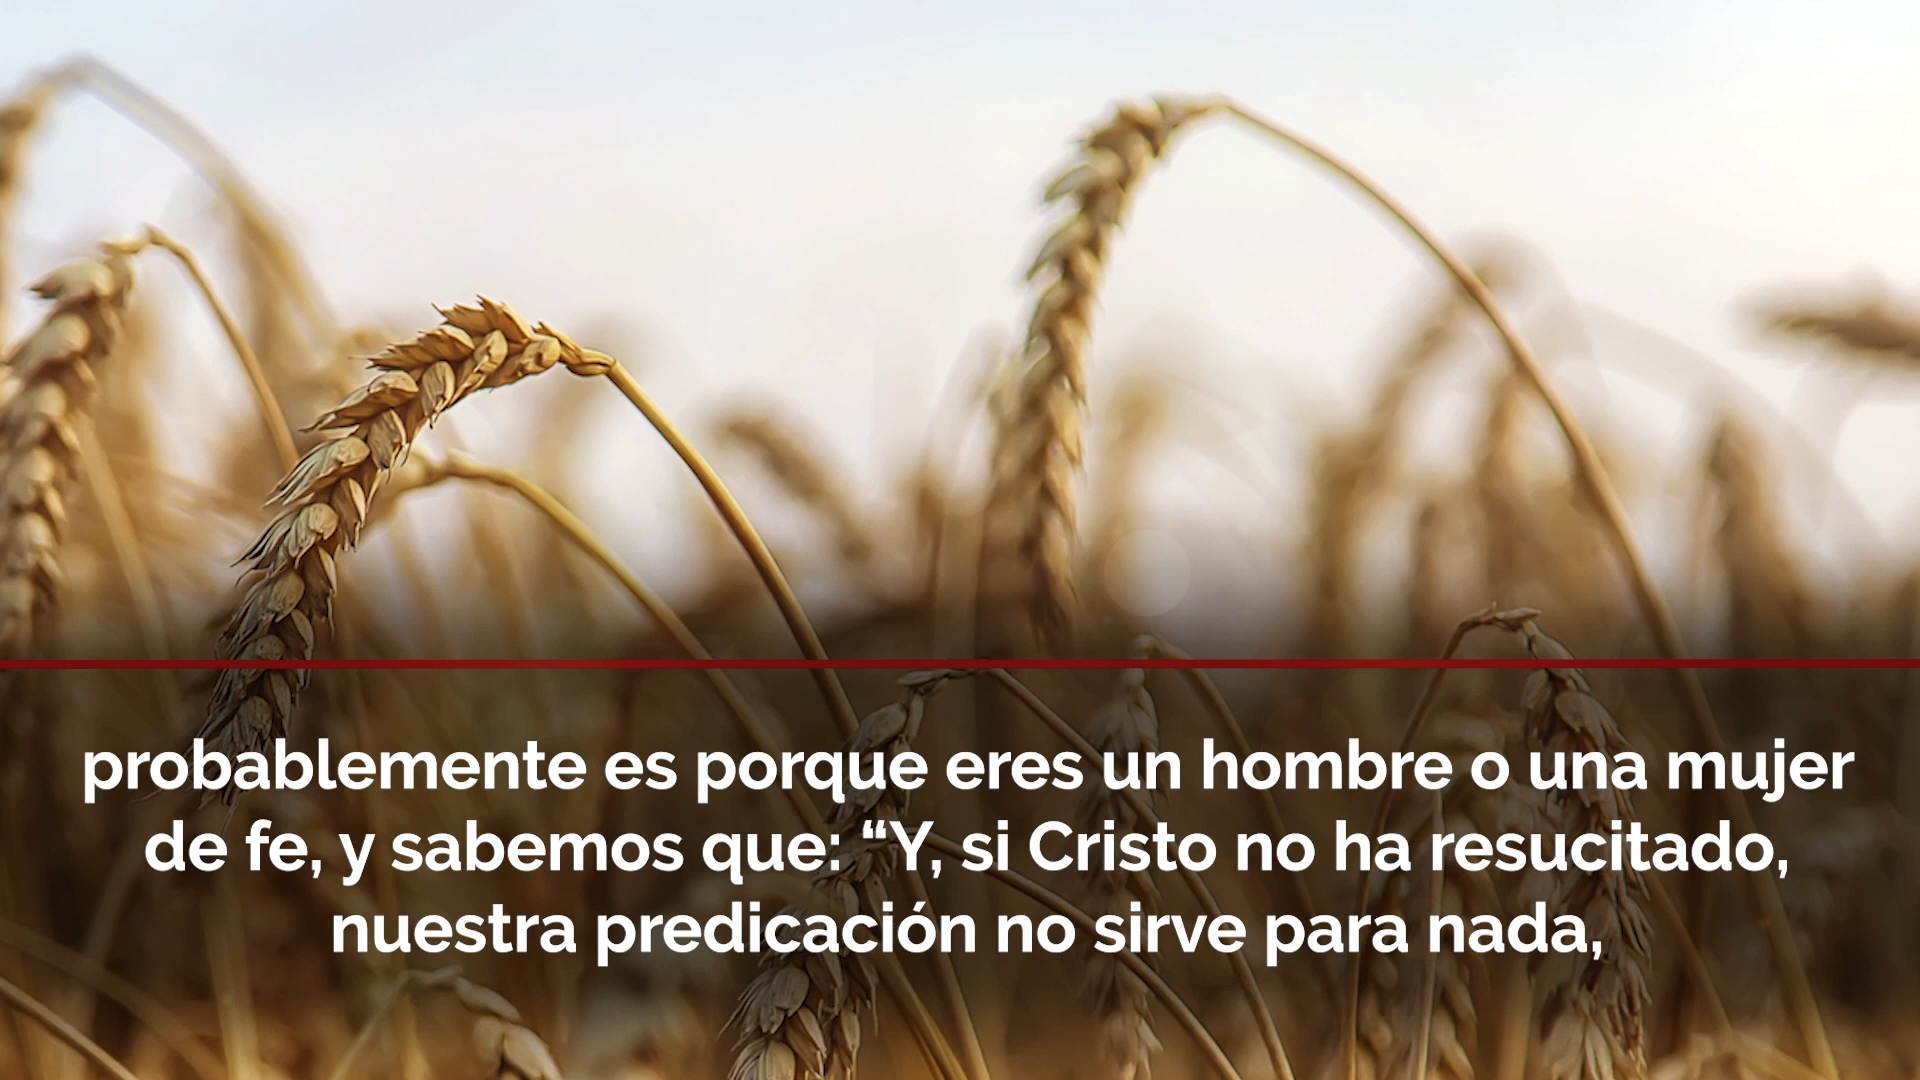 probablemente es porque eres un hombre o una mujer
de fe, y sabemos que: “Y, si Cristo no ha resucitado,
nuestra predicación no sirve para nada,